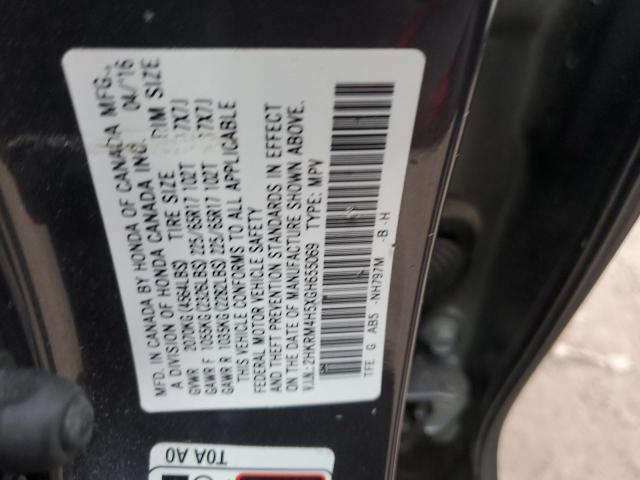 MFD. IN CANADA BY HONDA OF CANADA MFG.,
A DIVISION OF HONDA CANADA INC. 04/16
TIRE SIZE RIM SIZE
GVWR 2070KG (4564LBS)
GAWR F 1055KG (2326LBS) 225/65R17 102T 17X7J
GAWR R 1035KG (2282LBS) 225/65R17 102T 17X7J
THIS VEHICLE CONFORMS TO ALL APPLICABLE
FEDERAL MOTOR VEHICLE SAFETY
AND THEFT PREVENTION STANDARDS IN EFFECT
ON THE DATE OF MANUFACTURE SHOWN ABOVE.
V.I.N.: 2HKRM4H5XGH655069 TYPE: MPV
TFE G AB5 -NH797M -B -H
T0A A0